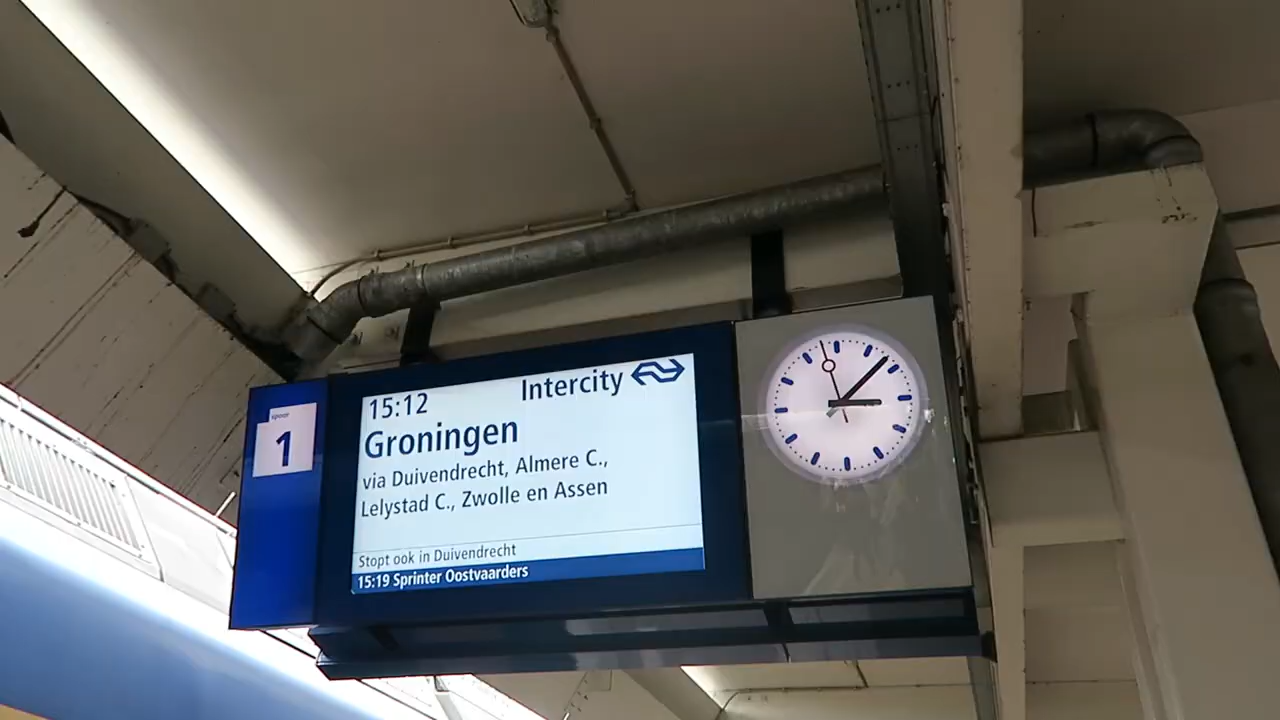 spoor
1
15:12
Intercity
Groningen
via Duivendrecht, Almere C.,
Lelystad C., Zwolle en Assen
Stopt ook in Duivendrecht
15:19 Sprinter Oostvaarders